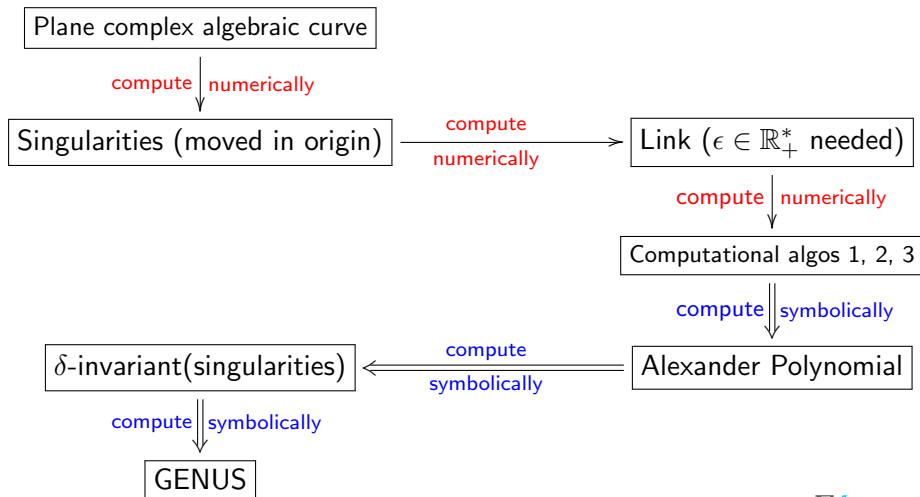 Plane complex algebraic curve
compute numerically
Singularities (moved in origin)
compute
numerically
Link (ϵ ∈ ℝ*₊ needed)
compute numerically
Computational algos 1, 2, 3
compute symbolically
Alexander Polynomial
compute
symbolically
δ-invariant(singularities)
compute symbolically
GENUS